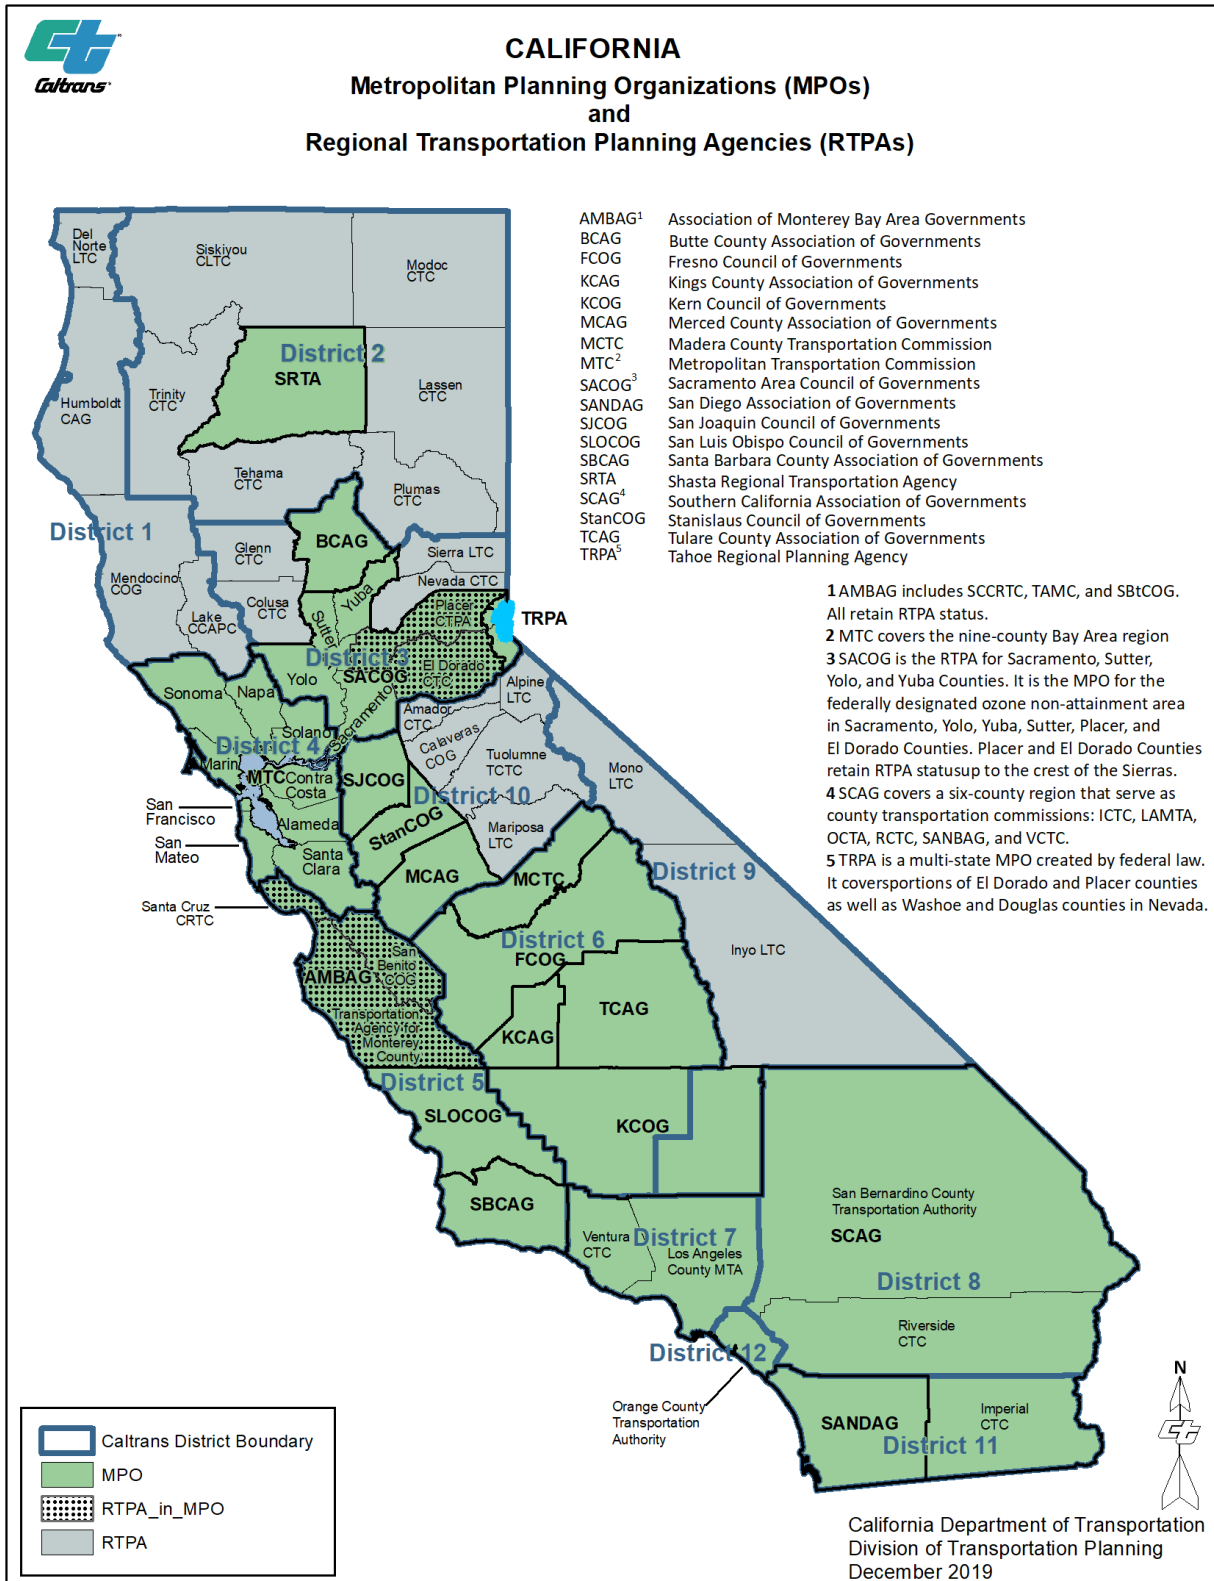 Caltrans
CALIFORNIA
Metropolitan Planning Organizations (MPOs)
and
Regional Transportation Planning Agencies (RTPAs)
AMBAG1 Association of Monterey Bay Area Governments
BCAG Butte County Association of Governments
FCOG Fresno Council of Governments
KCAG Kings County Association of Governments
KCOG Kern Council of Governments
MCAG Merced County Association of Governments
MCTC Madera County Transportation Commission
MTC2 Metropolitan Transportation Commission
SACOG3 Sacramento Area Council of Governments
SANDAG San Diego Association of Governments
SJCOG San Joaquin Council of Governments
SLOCOG San Luis Obispo Council of Governments
SBCAG Santa Barbara County Association of Governments
SRTA Shasta Regional Transportation Agency
SCAG4 Southern California Association of Governments
StanCOG Stanislaus Council of Governments
TCAG Tulare County Association of Governments
TRPA5 Tahoe Regional Planning Agency
1 AMBAG includes SCCRTC, TAMC, and SBtCOG.
All retain RTPA status.
2 MTC covers the nine-county Bay Area region
3 SACOG is the RTPA for Sacramento, Sutter,
Yolo, and Yuba Counties. It is the MPO for the
federally designated ozone non-attainment area
in Sacramento, Yolo, Yuba, Sutter, Placer, and
El Dorado Counties. Placer and El Dorado Counties
retain RTPA statusup to the crest of the Sierras.
4 SCAG covers a six-county region that serve as
county transportation commissions: ICTC, LAMTA,
OCTA, RCTC, SANBAG, and VCTC.
5 TRPA is a multi-state MPO created by federal law.
It coversportions of El Dorado and Placer counties
as well as Washoe and Douglas counties in Nevada.
Del
Norte
LTC
Siskiyou
CLTC
Modoc
CTC
District 2
SRTA
Trinity
CTC
Lassen
CTC
Humboldt
CAG
Tehama
CTC
Plumas
CTC
District 1
BCAG
Glenn
CTC
Sierra LTC
Mendocino
COG
Nevada CTC
Colusa
CTC
Yuba
Lake
CCAPC
Sutter
Placer
CTPA
TRPA
District 3
SACOG
El Dorado
CTC
Yolo
Sonoma
Napa
Alpine
LTC
Solano
Sacramento
Amador
CTC
Calaveras
COG
District 4
Marin
MTC
Contra
Costa
SJCOG
Tuolumne
TCTC
Mono
LTC
District 10
San
Francisco
Alameda
StanCOG
Mariposa
LTC
San
Mateo
Santa
Clara
MCAG
MCTC
District 9
Santa Cruz
CRTC
District 6
FCOG
San
Benito
COG
Inyo LTC
AMBAG
TCAG
Transportation
Agency for
Monterey
County
KCAG
District 5
SLOCOG
KCOG
SBCAG
San Bernardino County
Transportation Authority
SCAG
Ventura
CTC
District 7
Los Angeles
County MTA
District 8
Riverside
CTC
District 12
Orange County
Transportation
Authority
SANDAG
Imperial
CTC
District 11
N
Caltrans District Boundary
MPO
RTPA_in_MPO
RTPA
California Department of Transportation
Division of Transportation Planning
December 2019